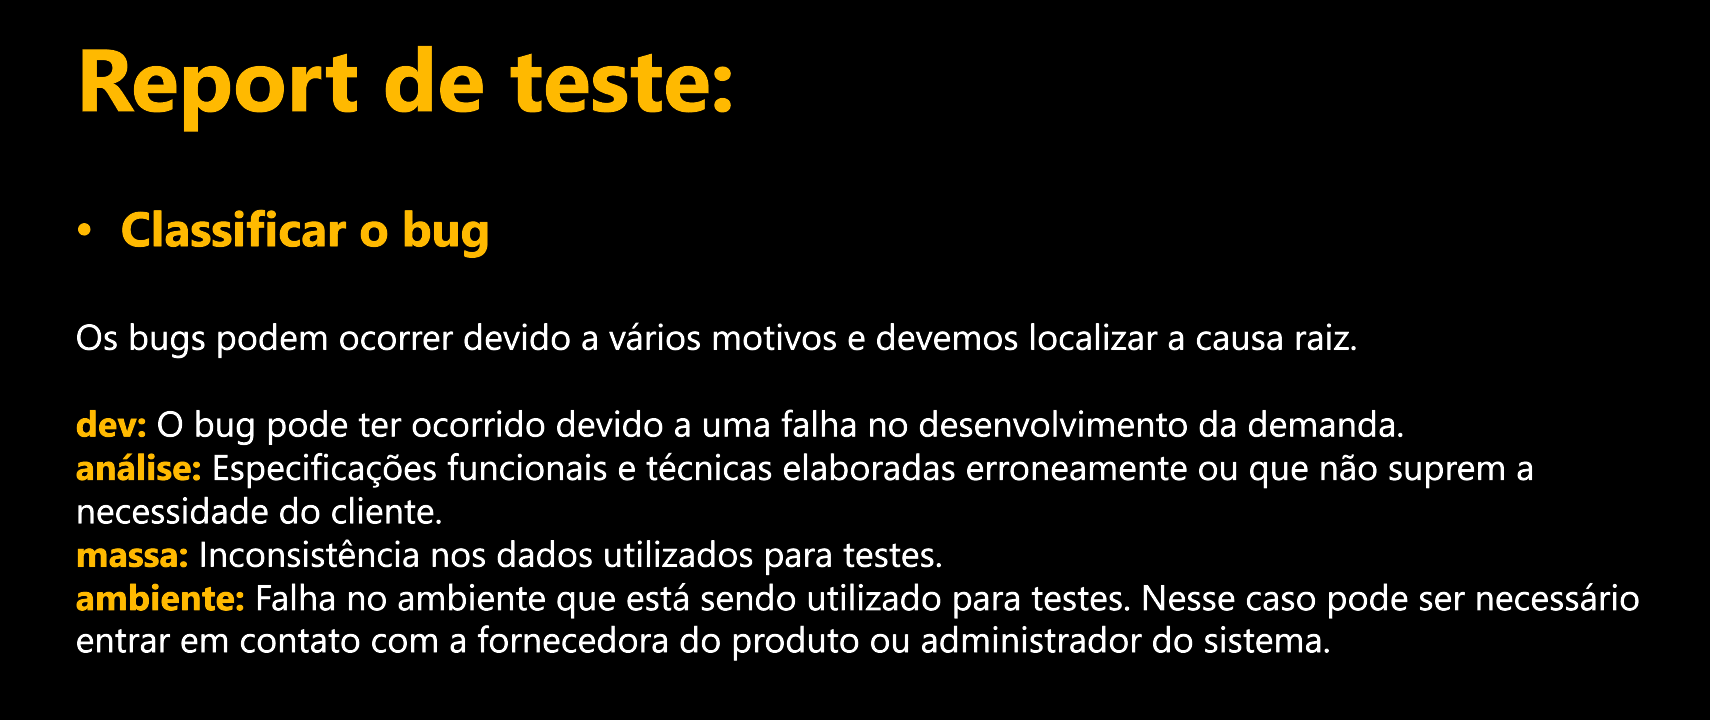 Report de teste:
• Classificar o bug
Os bugs podem ocorrer devido a vários motivos e devemos localizar a causa raiz.
dev: O bug pode ter ocorrido devido a uma falha no desenvolvimento da demanda.
análise: Especificações funcionais e técnicas elaboradas erroneamente ou que não suprem a
necessidade do cliente.
massa: Inconsistência nos dados utilizados para testes.
ambiente: Falha no ambiente que está sendo utilizado para testes. Nesse caso pode ser necessário
entrar em contato com a fornecedora do produto ou administrador do sistema.